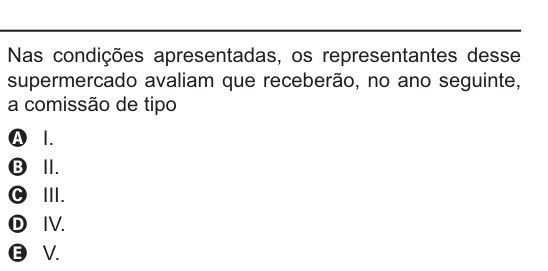 Nas condições apresentadas, os representantes desse
supermercado avaliam que receberão, no ano seguinte,
a comissão de tipo
A I.
B II.
C III.
D IV.
E V.